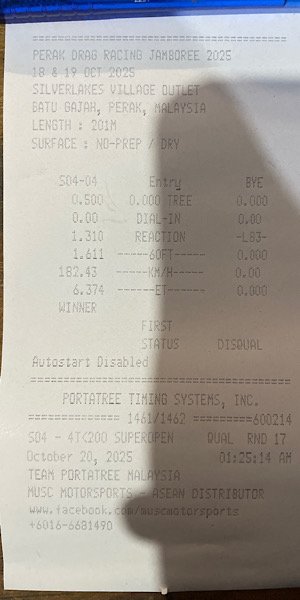 =====================================
PERAK DRAG RACING JAMBOREE 2025
18 & 19 OCT 2025
SILVERLAKES VILLAGE OUTLET
BATU GAJAH, PERAK, MALAYSIA
LENGTH : 201M
SURFACE : NO-PREP / DRY
S04-04 Entry BYE
0.500 0.000 TREE 0.000
0.00 DIAL-IN 0.00
1.310 REACTION -L83-
1.611 ------60FT------ 0.000
182.43 ------KM/H------ 0.00
6.374 -------ET------- 0.000
WINNER
FIRST
STATUS DISQUAL
Autostart Disabled
=====================================
PORTATREE TIMING SYSTEMS, INC.
============= 1461/1462 =========600214
S04 - 4TK200 SUPEROPEN QUAL RND 17
October 20, 2025 01:25:14 AM
TEAM PORTATREE MALAYSIA
MUSC MOTORSPORTS - ASEAN DISTRIBUTOR
www.facebook.com/muscmotorsports
+6016-6681490